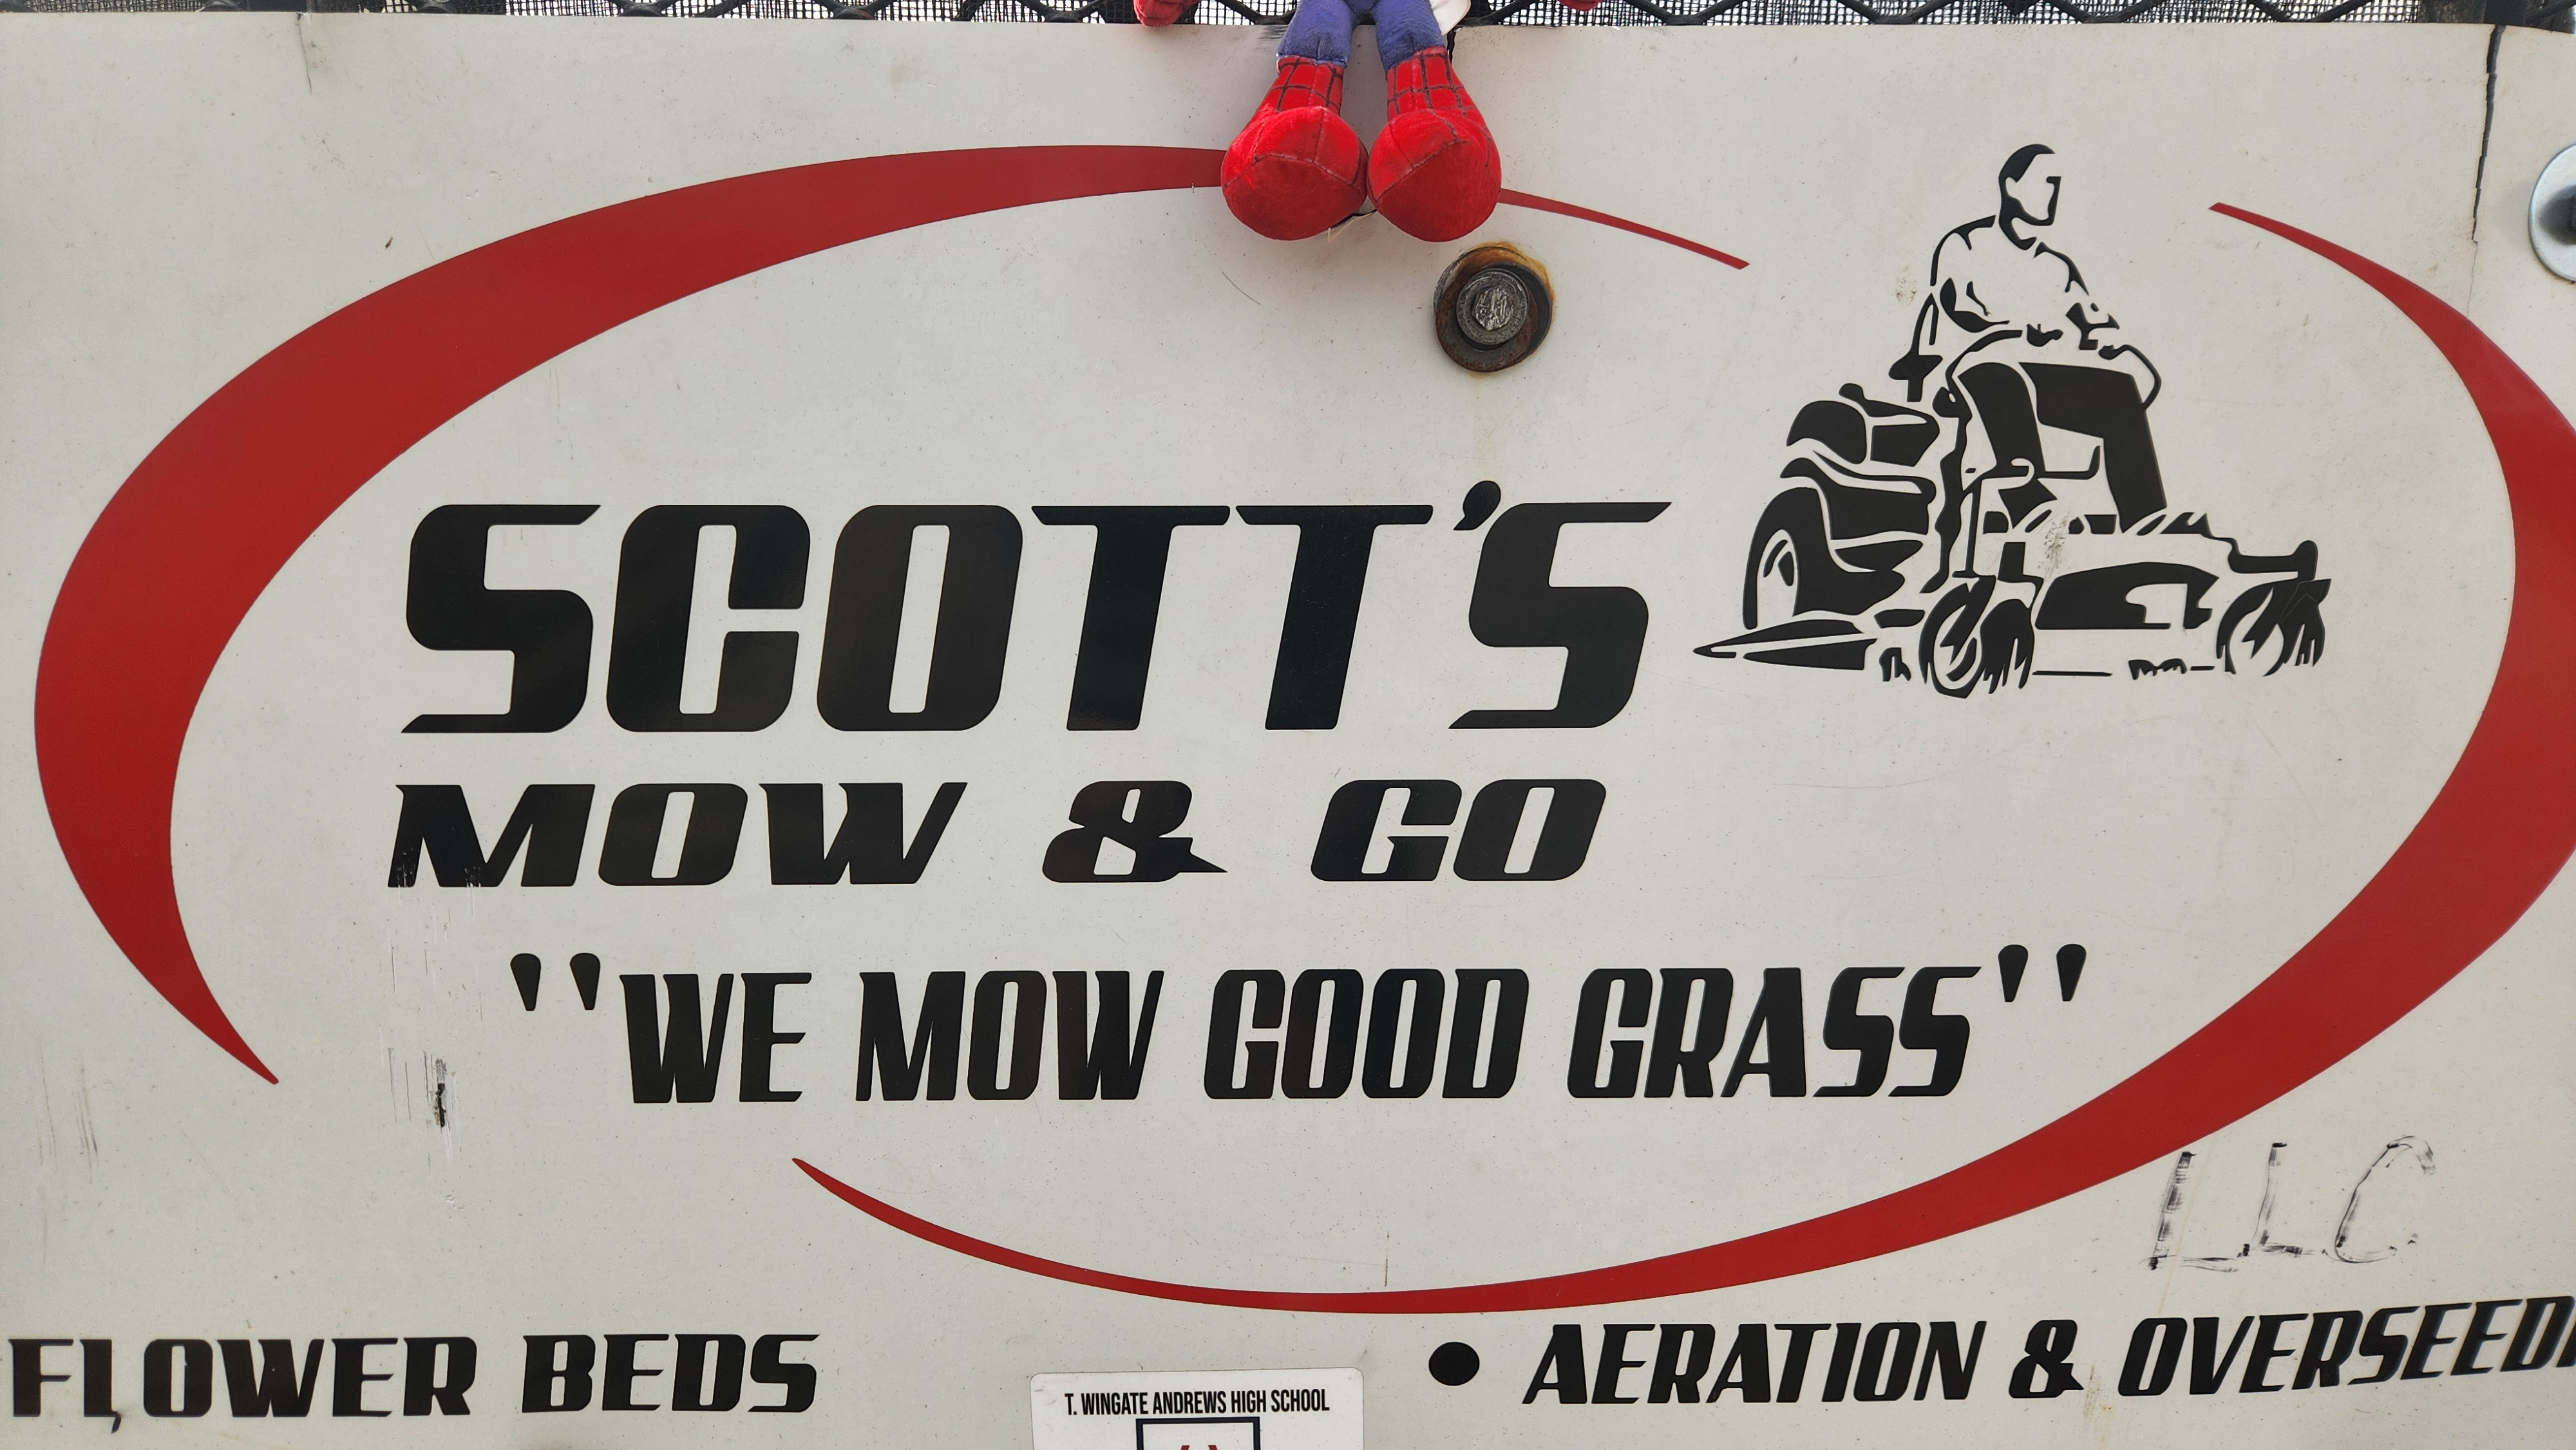 SCOTT'S
MOW & GO
"WE MOW GOOD GRASS"
LLC
FLOWER BEDS
• AERATION & OVERSEED
T. WINGATE ANDREWS HIGH SCHOOL